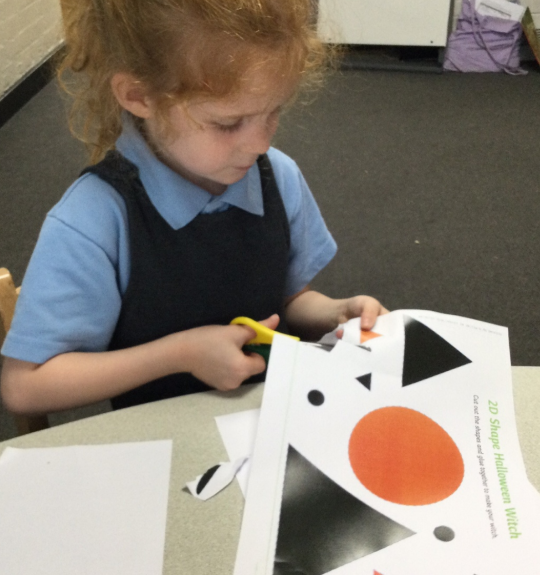 2D Shape Halloween Witch
Cut out the shapes and glue together to make your witch.